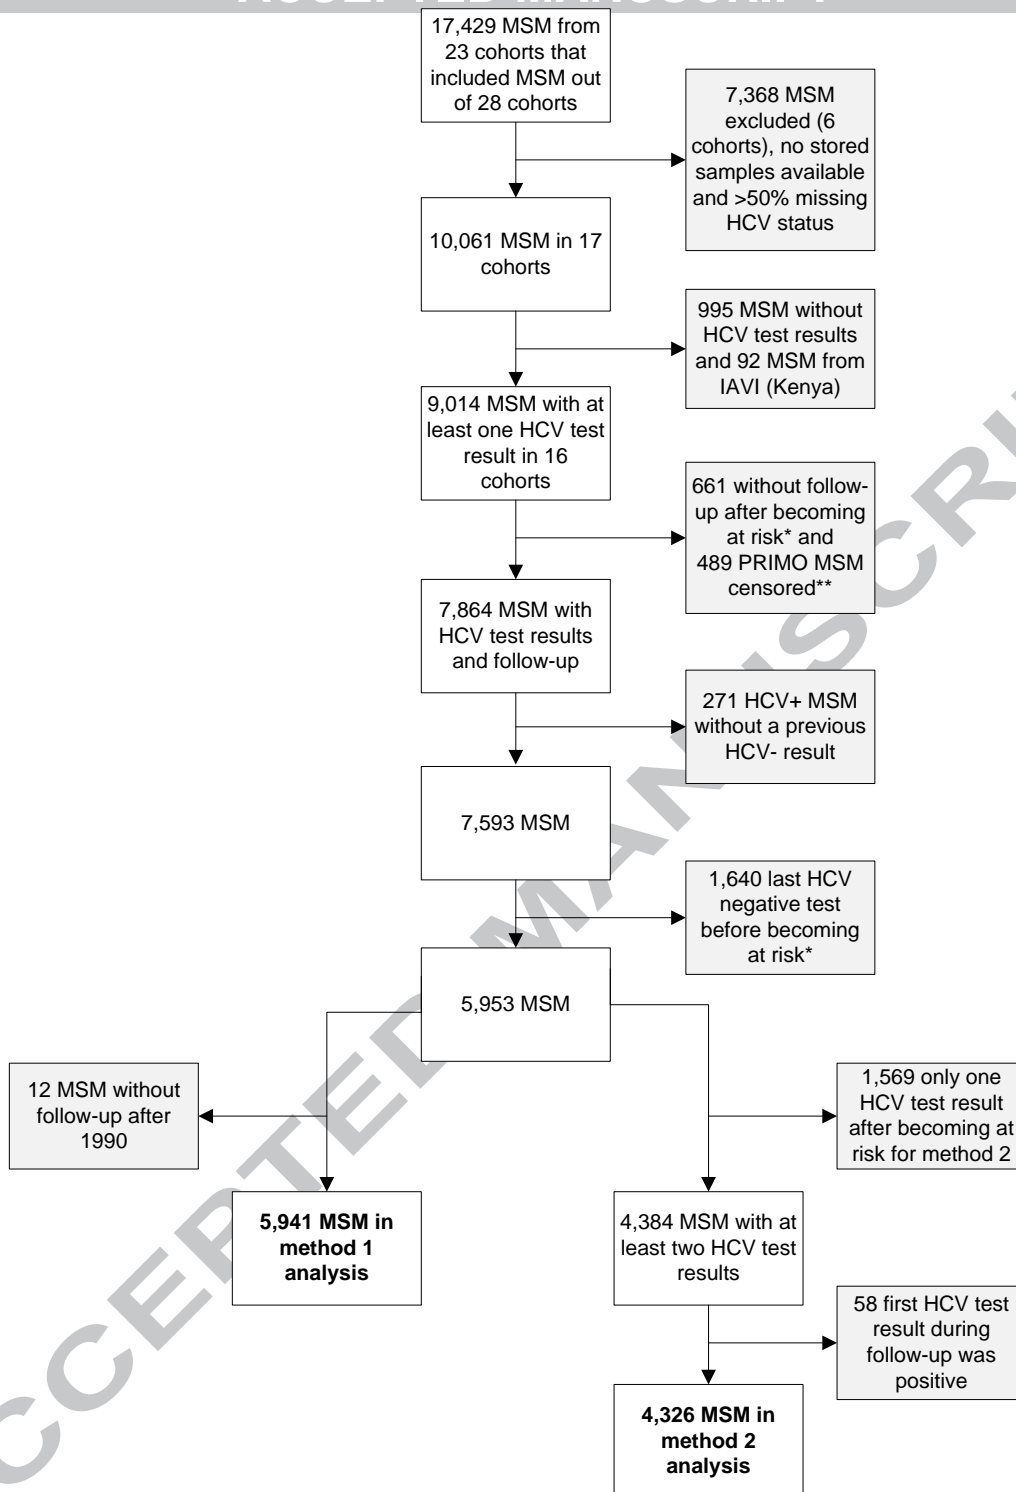 ACCEPTED MANUSCRIPT
17,429 MSM from
23 cohorts that
included MSM out
of 28 cohorts
7,368 MSM
excluded (6
cohorts), no stored
samples available
and >50% missing
HCV status
10,061 MSM in 17
cohorts
995 MSM without
HCV test results
and 92 MSM from
IAVI (Kenya)
9,014 MSM with at
least one HCV test
result in 16
cohorts
661 without follow-
up after becoming
at risk* and
489 PRIMO MSM
censored**
7,864 MSM with
HCV test results
and follow-up
271 HCV+ MSM
without a previous
HCV- result
7,593 MSM
1,640 last HCV
negative test
before becoming
at risk*
5,953 MSM
12 MSM without
follow-up after
1990
1,569 only one
HCV test result
after becoming at
risk for method 2
5,941 MSM in
method 1
analysis
4,384 MSM with at
least two HCV test
results
58 first HCV test
result during
follow-up was
positive
4,326 MSM in
method 2
analysis
CCEPTED MANUSCRI